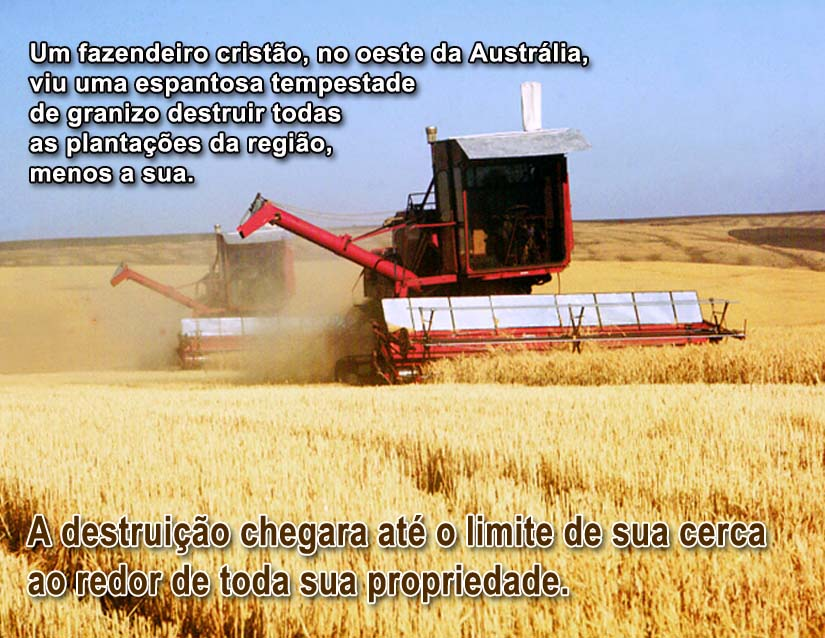 Um fazendeiro cristão, no oeste da Austrália,
viu uma espantosa tempestade
de granizo destruir todas
as plantações da região,
menos a sua.
A destruição chegara até o limite de sua cerca
ao redor de toda sua propriedade.